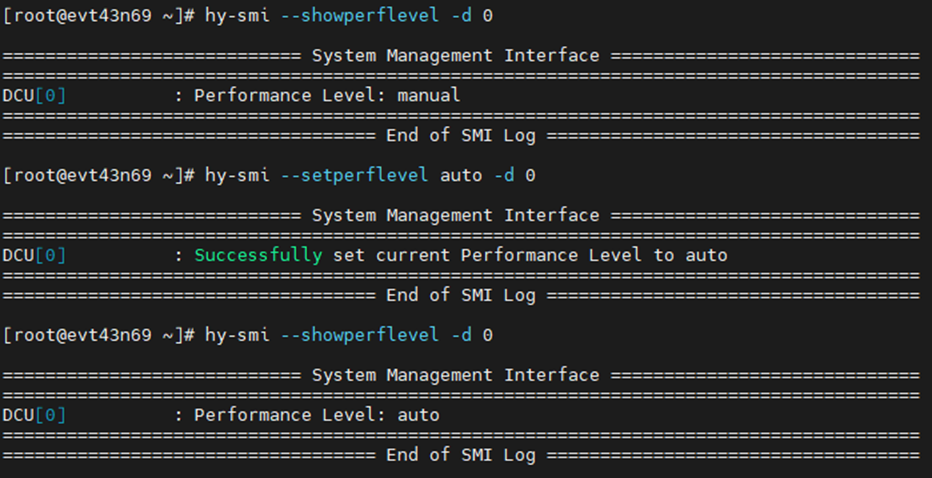 [root@evt43n69 ~]# hy-smi --showperflevel -d 0
============================ System Management Interface =============================
======================================================================================
DCU[0]          : Performance Level: manual
======================================================================================
=================================== End of SMI Log ===================================
[root@evt43n69 ~]# hy-smi --setperflevel auto -d 0
============================ System Management Interface =============================
======================================================================================
DCU[0]          : Successfully set current Performance Level to auto
======================================================================================
=================================== End of SMI Log ===================================
[root@evt43n69 ~]# hy-smi --showperflevel -d 0
============================ System Management Interface =============================
======================================================================================
DCU[0]          : Performance Level: auto
======================================================================================
=================================== End of SMI Log ===================================